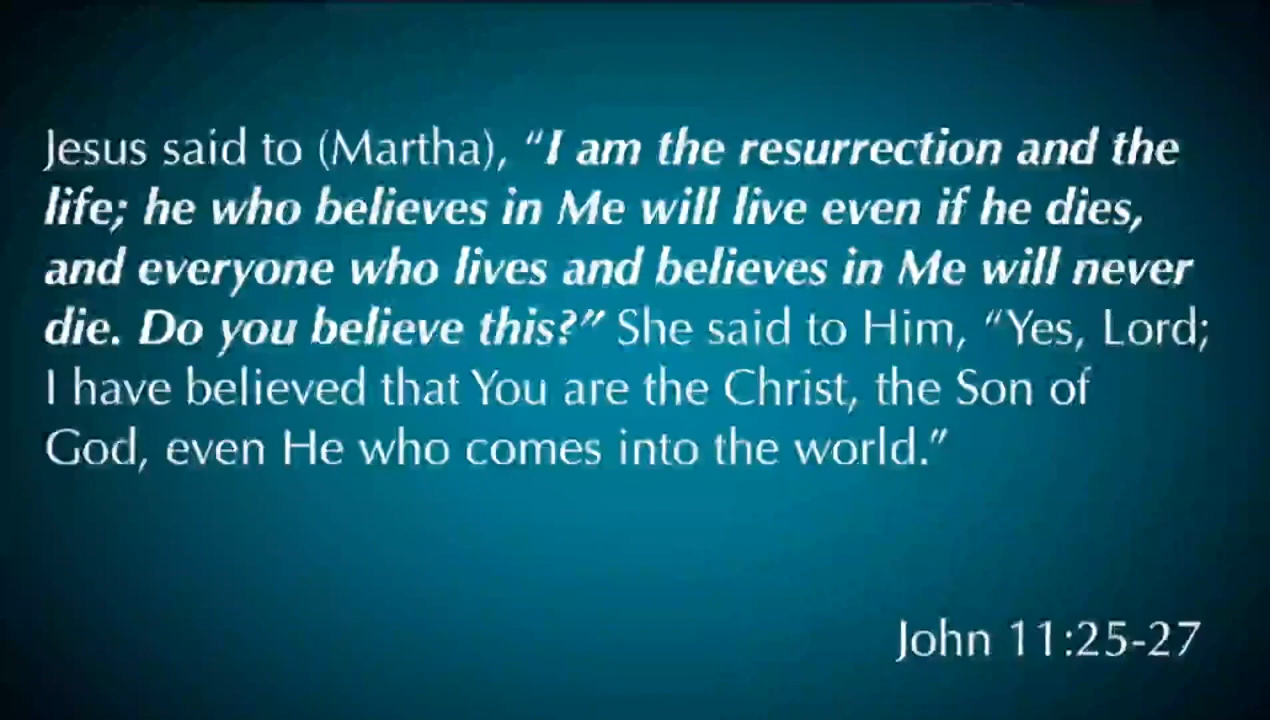 Jesus said to (Martha), “I am the resurrection and the
life; he who believes in Me will live even if he dies,
and everyone who lives and believes in Me will never
die. Do you believe this?” She said to Him, “Yes, Lord;
I have believed that You are the Christ, the Son of
God, even He who comes into the world.”
John 11:25-27